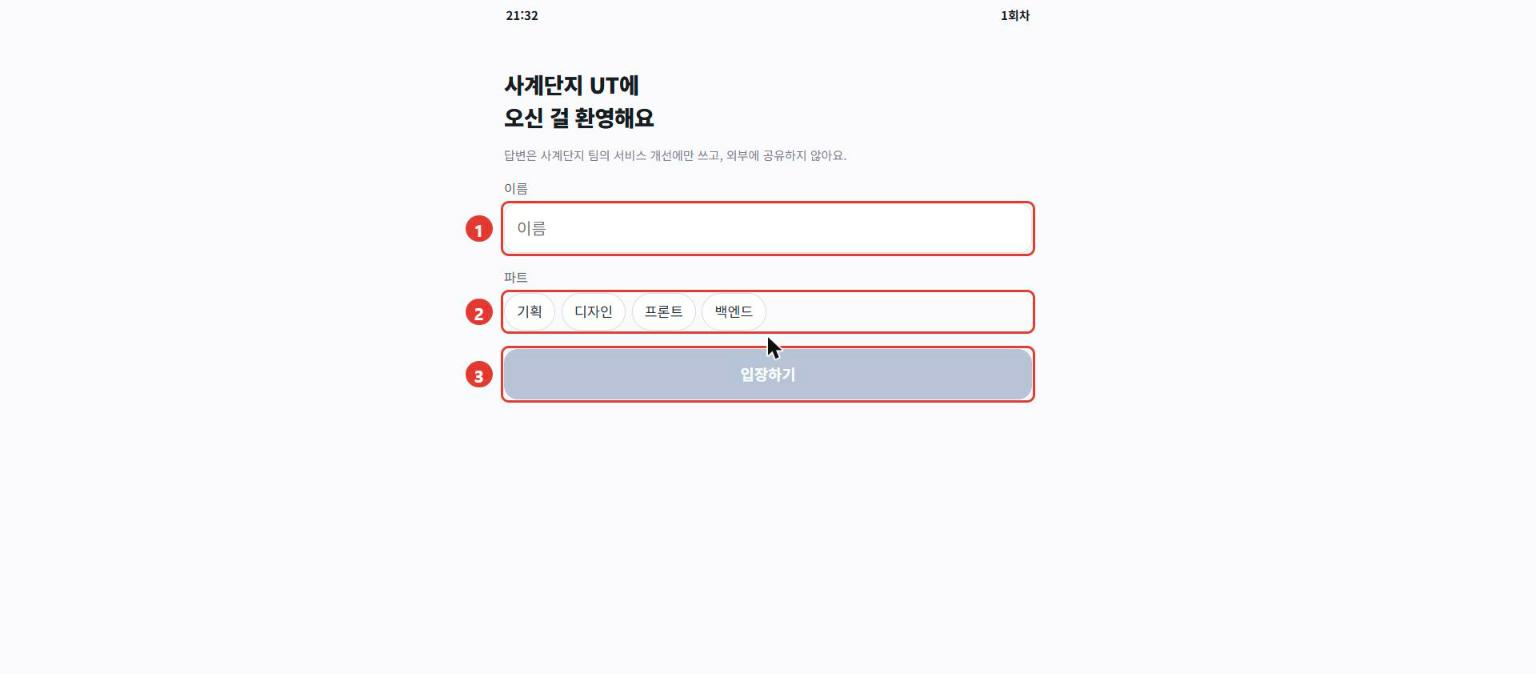 21:32 1회차
사계단지 UT에
오신 걸 환영해요
답변은 사계단지 팀의 서비스 개선에만 쓰고, 외부에 공유하지 않아요.
이름
1 이름
파트
2 기획 디자인 프론트 백엔드
3 입장하기